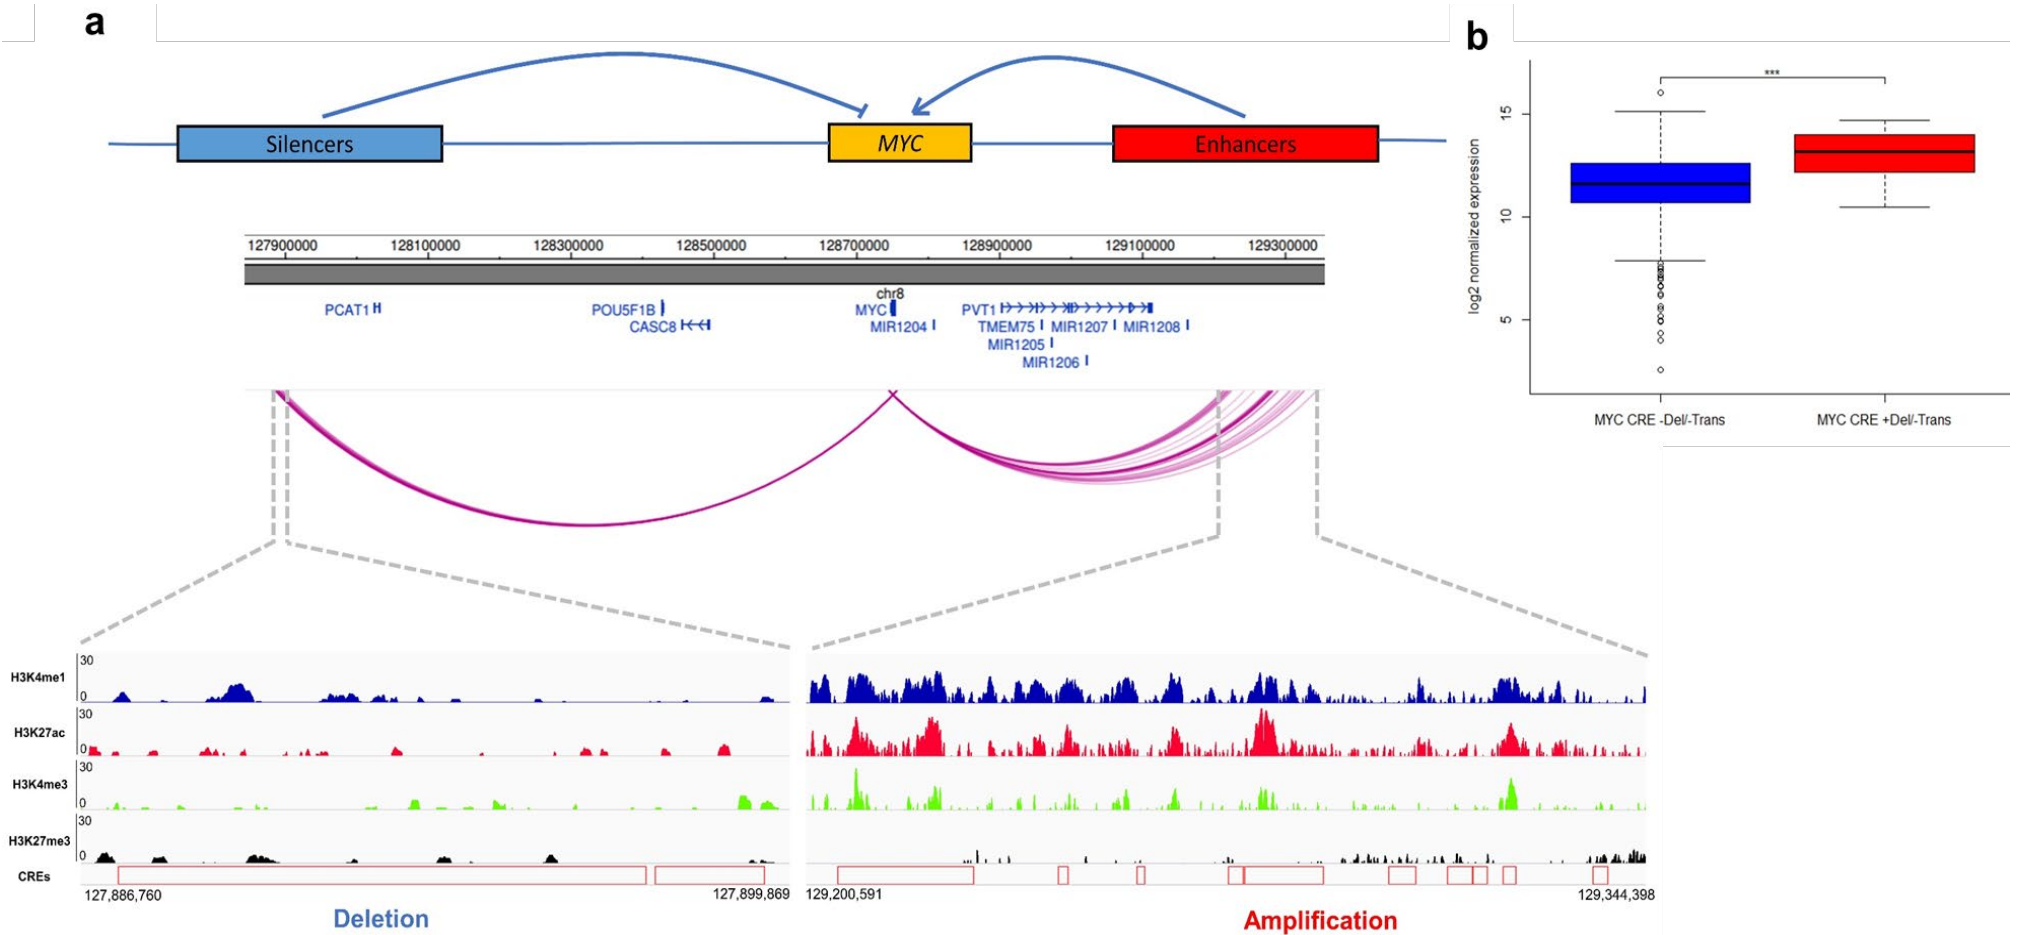 a
Silencers MYC Enhancers
127900000 128100000 128300000 128500000 128700000 128900000 129100000 129300000
chr8
PCAT1 POU5F1B MYC PVT1
CASC8 MIR1204 TMEM75 MIR1207 MIR1208
MIR1205
MIR1206
H3K4me1 30 0
H3K27ac 30 0
H3K4me3 30 0
H3K27me3 30 0
CREs
127,886,760 127,899,869 129,200,591 129,344,398
Deletion Amplification
b
***
log2 normalized expression
15
10
5
MYC CRE -Del/-Trans MYC CRE +Del/-Trans